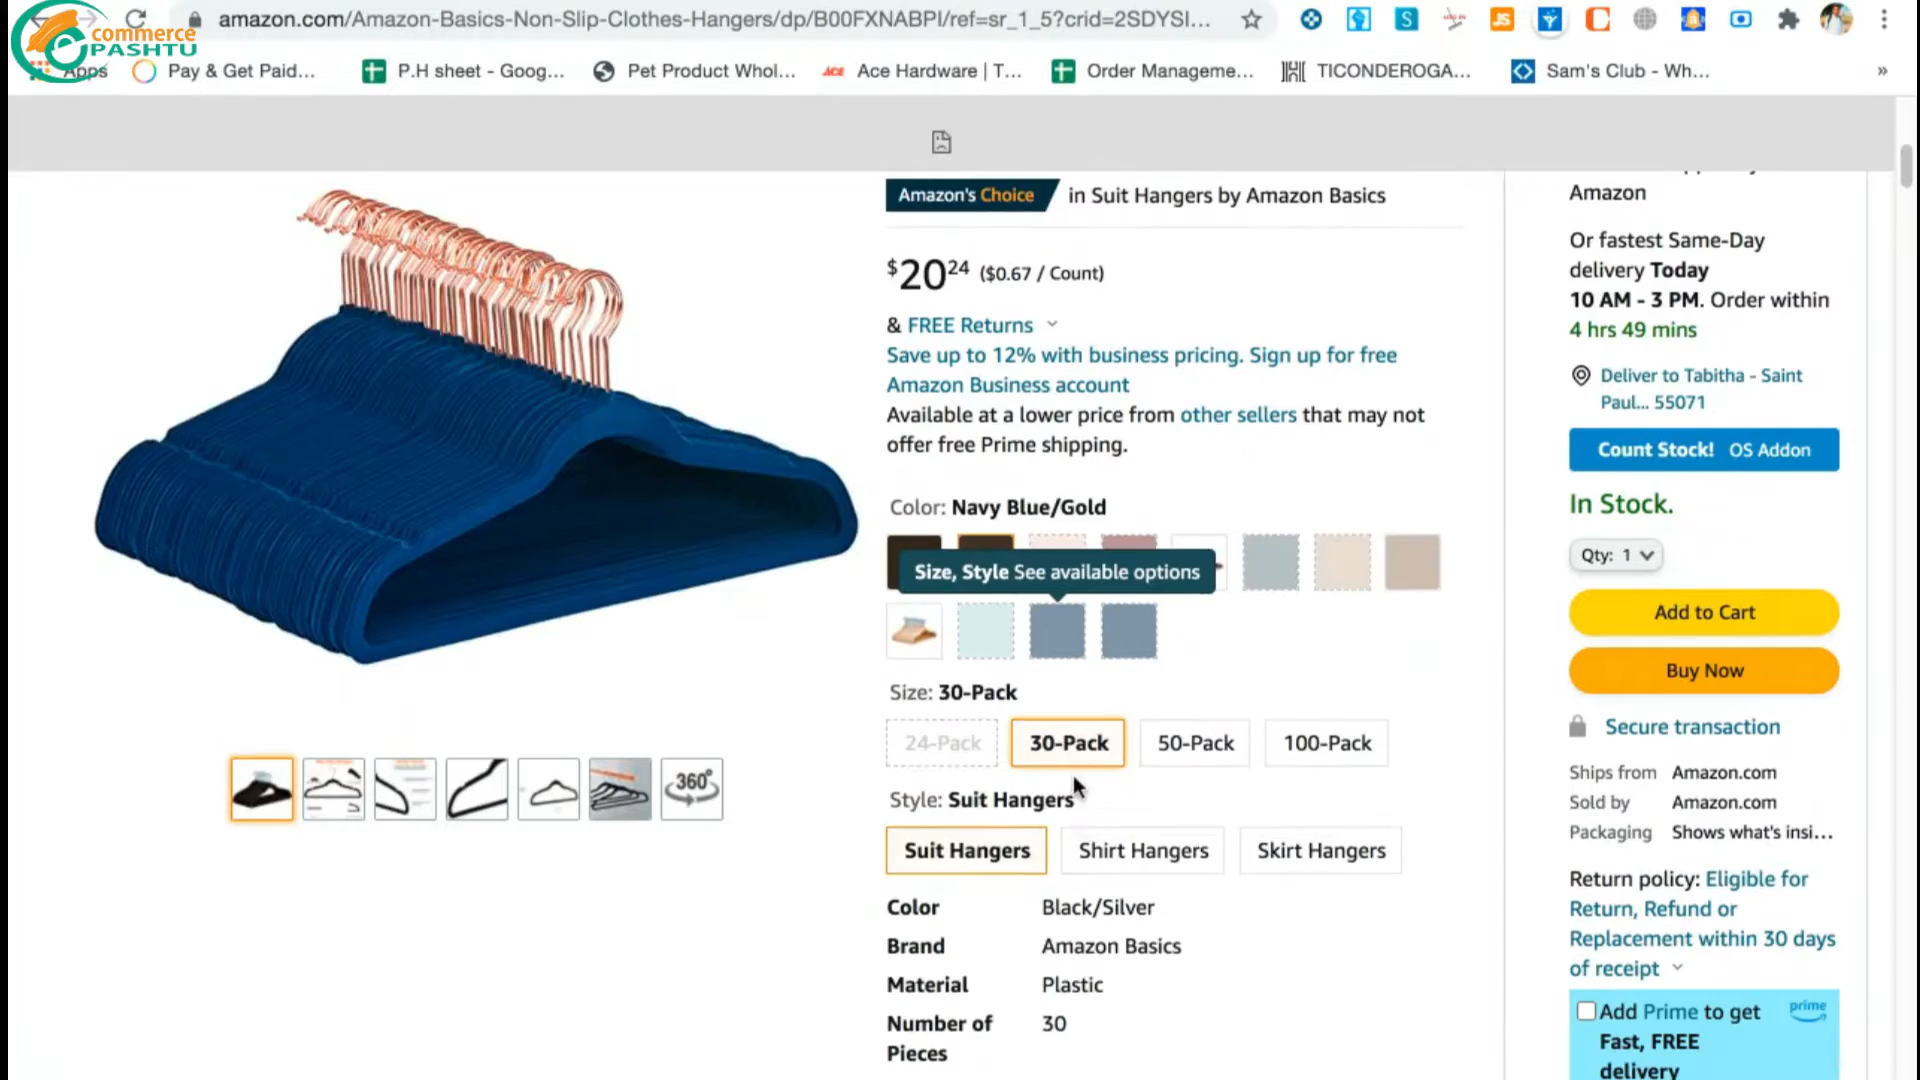 commerce
PASHTU
amazon.com/Amazon-Basics-Non-Slip-Clothes-Hangers/dp/B00FXNABPI/ref=sr_1_5?crid=2SDYSI...
Apps
Pay & Get Paid...
P.H sheet - Goog...
Pet Product Whol...
Ace Hardware | T...
Order Manageme...
TICONDEROGA...
Sam's Club - Wh...
»
Amazon's Choice in Suit Hangers by Amazon Basics
$20 24 ($0.67 / Count)
& FREE Returns
Save up to 12% with business pricing. Sign up for free
Amazon Business account
Available at a lower price from other sellers that may not
offer free Prime shipping.
Color: Navy Blue/Gold
Size, Style See available options
Size: 30-Pack
24-Pack
30-Pack
50-Pack
100-Pack
Style: Suit Hangers
Suit Hangers
Shirt Hangers
Skirt Hangers
Color Black/Silver
Brand Amazon Basics
Material Plastic
Number of 30
Pieces
360°
Amazon
Or fastest Same-Day
delivery Today
10 AM - 3 PM. Order within
4 hrs 49 mins
Deliver to Tabitha - Saint
Paul... 55071
Count Stock! OS Addon
In Stock.
Qty: 1
Add to Cart
Buy Now
Secure transaction
Ships from Amazon.com
Sold by Amazon.com
Packaging Shows what's insi...
Return policy: Eligible for
Return, Refund or
Replacement within 30 days
of receipt
Add Prime to get
prime
Fast, FREE
delivery